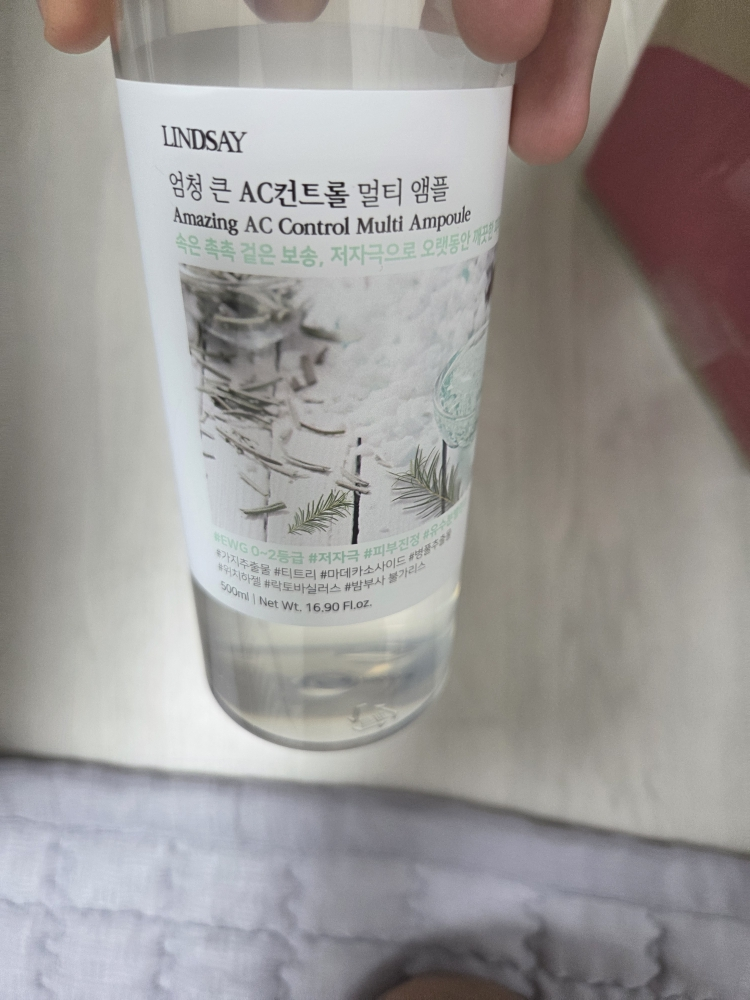 LINDSAY
엄청 큰 AC컨트롤 멀티 앰플
Amazing AC Control Multi Ampoule
속은 촉촉 겉은 보송, 저자극으로 오랫동안 깨끗한
#EWG 0~2등급 #저자극 #피부진정
#가지추출물 #티트리 #마데카소사이드 #병풀추출물
#위치하젤 #락토바실러스 #밤부사 불가리스
500ml | Net Wt. 16.90 Fl.oz.